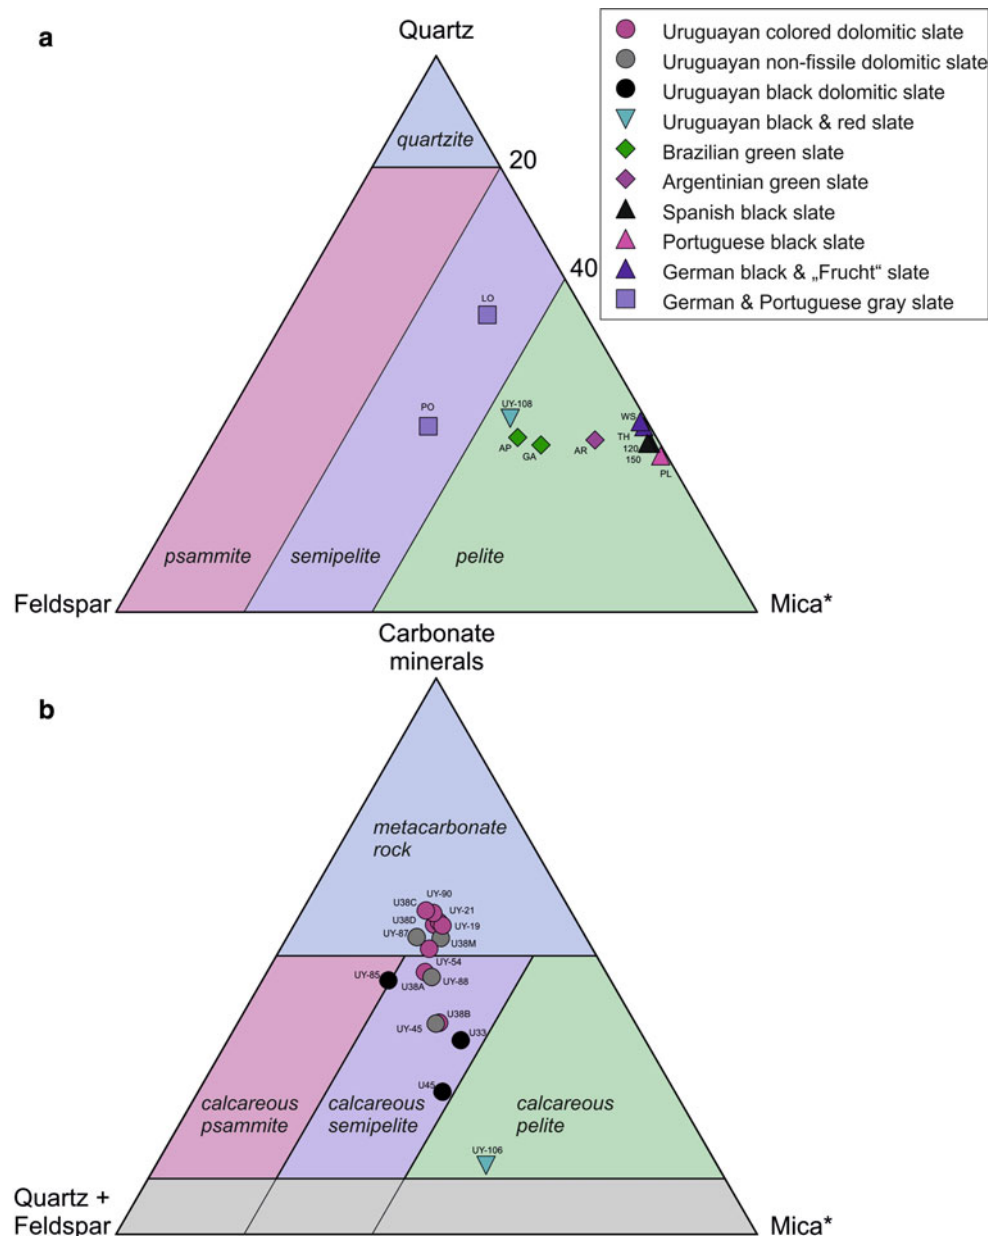 a
Quartz
Uruguayan colored dolomitic slate
Uruguayan non-fissile dolomitic slate
Uruguayan black dolomitic slate
Uruguayan black & red slate
Brazilian green slate
Argentinian green slate
Spanish black slate
Portuguese black slate
German black & „Frucht“ slate
German & Portuguese gray slate
quartzite
20
40
LO
PO
UY-108
AP
GA
AR
WS
TH
120
150
PL
psammite
semipelite
pelite
Feldspar
Mica*
b
Carbonate
minerals
metacarbonate
rock
UY-90
U38C
UY-21
U38D
UY-19
UY-87
U38M
UY-54
UY-85
U38A
UY-88
U38B
UY-45
U33
U45
calcareous
psammite
calcareous
semipelite
calcareous
pelite
UY-106
Quartz +
Feldspar
Mica*